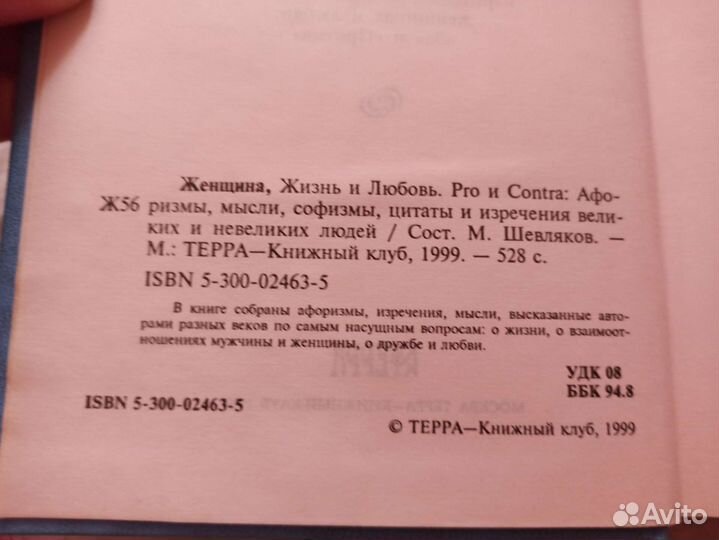 Женщина, Жизнь и Любовь. Pro и Contra: Афо-
Ж56 ризмы, мысли, софизмы, цитаты и изречения вели-
ких и невеликих людей / Сост. М. Шевляков. —
М.: ТЕРРА—Книжный клуб, 1999. — 528 с.
ISBN 5-300-02463-5
В книге собраны афоризмы, изречения, мысли, высказанные авто-
рами разных веков по самым насущным вопросам: о жизни, о взаимоот-
ношениях мужчины и женщины, о дружбе и любви.
УДК 08
ББК 94.8
ISBN 5-300-02463-5
© ТЕРРА—Книжный клуб, 1999
Avito